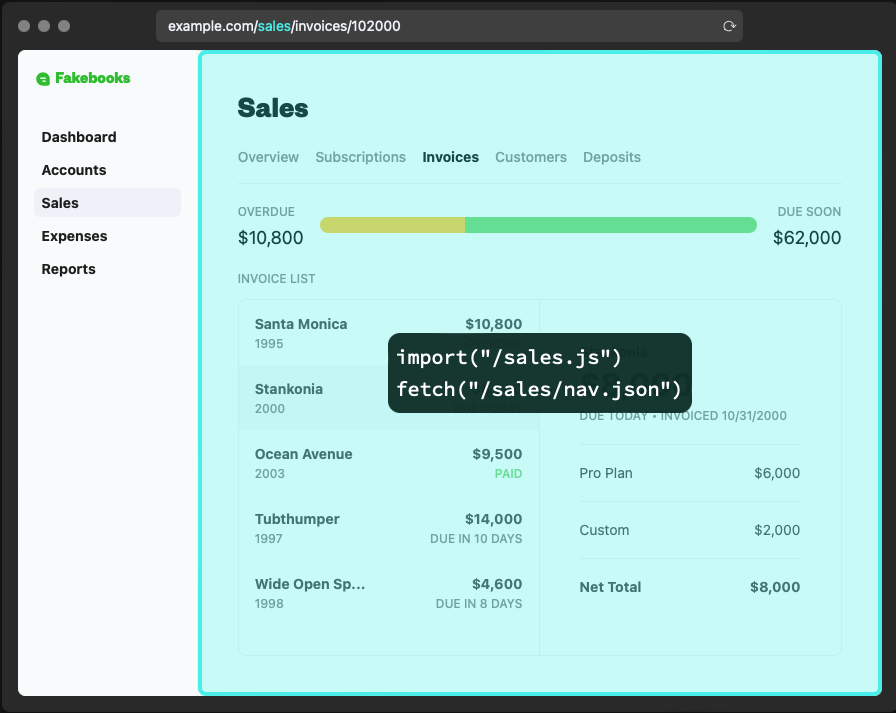 example.com/sales/invoices/102000
Fakebooks
Dashboard
Accounts
Sales
Expenses
Reports
Sales
Overview Subscriptions Invoices Customers Deposits
OVERDUE
$10,800
DUE SOON
$62,000
INVOICE LIST
Santa Monica $10,800
1995
Stankonia
2000
Ocean Avenue $9,500
2003 PAID
Tubthumper $14,000
1997 DUE IN 10 DAYS
Wide Open Sp... $4,600
1998 DUE IN 8 DAYS
import("/sales.js")
fetch("/sales/nav.json")
DUE TODAY • INVOICED 10/31/2000
Pro Plan $6,000
Custom $2,000
Net Total $8,000